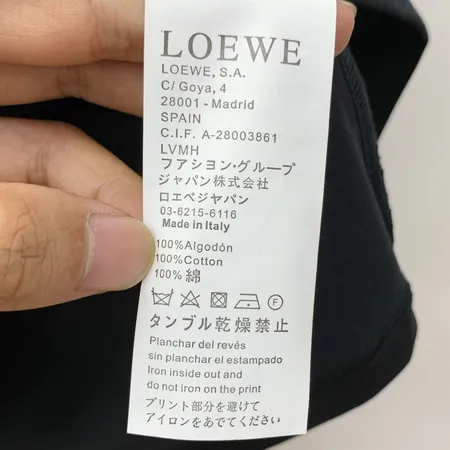 LOEWE
LOEWE, S.A.
C/ Goya, 4
28001 - Madrid
SPAIN
C.I.F. A-28003861
LVMH
ファション・グループ
ジャパン株式会社
ロエベジャパン
03-6215-6116
Made in Italy
100%Algodón
100%Cotton
100% 綿
F
タンブル乾燥禁止
Planchar del revés
sin planchar el estampado
Iron inside out and
do not iron on the print
プリント部分を避けて
アイロンをあでてください